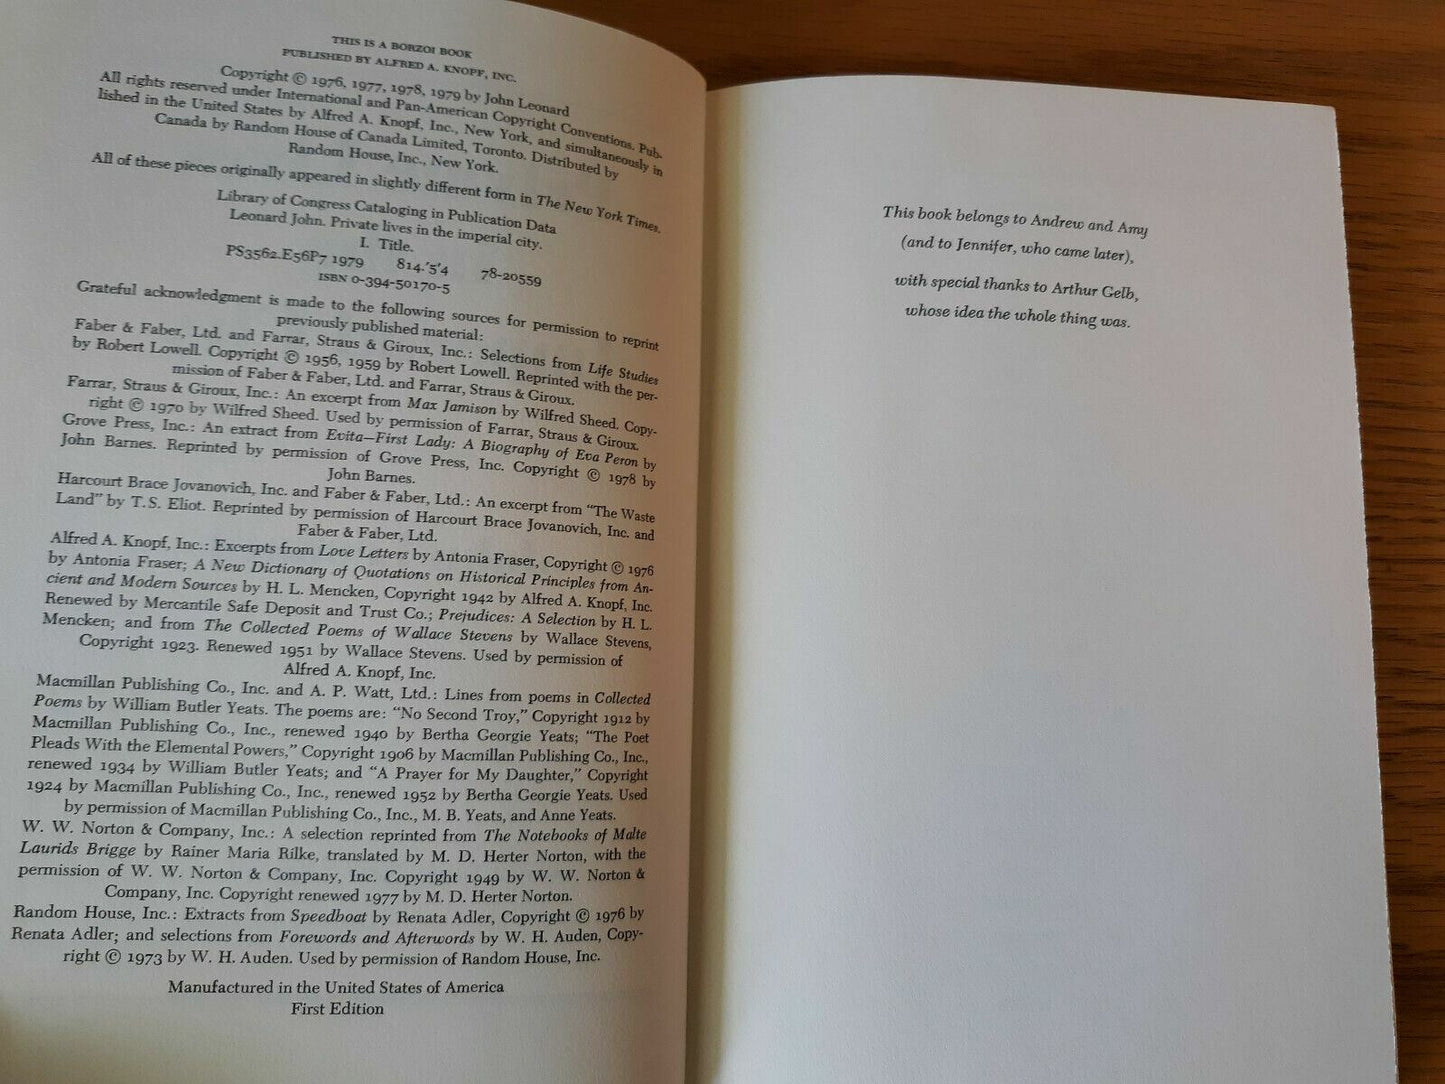 THIS IS A BORZOI BOOK
PUBLISHED BY ALFRED A. KNOPF, INC.
Copyright © 1976, 1977, 1978, 1979 by John Leonard
All rights reserved under International and Pan-American Copyright Conventions. Pub-
lished in the United States by Alfred A. Knopf, Inc., New York, and simultaneously in
Canada by Random House of Canada Limited, Toronto. Distributed by
Random House, Inc., New York.
All of these pieces originally appeared in slightly different form in The New York Times.
Library of Congress Cataloging in Publication Data
Leonard John. Private lives in the imperial city.
I. Title.
PS3562.E56P7 1979 814.'5'4 78-20559
ISBN 0-394-50170-5
Grateful acknowledgment is made to the following sources for permission to reprint
previously published material:
Faber & Faber, Ltd. and Farrar, Straus & Giroux, Inc.: Selections from Life Studies
by Robert Lowell. Copyright © 1956, 1959 by Robert Lowell. Reprinted with the per-
mission of Faber & Faber, Ltd. and Farrar, Straus & Giroux.
Farrar, Straus & Giroux, Inc.: An excerpt from Max Jamison by Wilfred Sheed. Copy-
right © 1970 by Wilfred Sheed. Used by permission of Farrar, Straus & Giroux.
Grove Press, Inc.: An extract from Evita—First Lady: A Biography of Eva Peron by
John Barnes. Reprinted by permission of Grove Press, Inc. Copyright © 1978 by
John Barnes.
Harcourt Brace Jovanovich, Inc. and Faber & Faber, Ltd.: An excerpt from "The Waste
Land" by T.S. Eliot. Reprinted by permission of Harcourt Brace Jovanovich, Inc. and
Faber & Faber, Ltd.
Alfred A. Knopf, Inc.: Excerpts from Love Letters by Antonia Fraser, Copyright © 1976
by Antonia Fraser; A New Dictionary of Quotations on Historical Principles from An-
cient and Modern Sources by H. L. Mencken, Copyright 1942 by Alfred A. Knopf, Inc.
Renewed by Mercantile Safe Deposit and Trust Co.; Prejudices: A Selection by H. L.
Mencken; and from The Collected Poems of Wallace Stevens by Wallace Stevens,
Copyright 1923. Renewed 1951 by Wallace Stevens. Used by permission of
Alfred A. Knopf, Inc.
Macmillan Publishing Co., Inc. and A. P. Watt, Ltd.: Lines from poems in Collected
Poems by William Butler Yeats. The poems are: "No Second Troy," Copyright 1912 by
Macmillan Publishing Co., Inc., renewed 1940 by Bertha Georgie Yeats; "The Poet
Pleads With the Elemental Powers," Copyright 1906 by Macmillan Publishing Co., Inc.,
renewed 1934 by William Butler Yeats; and "A Prayer for My Daughter," Copyright
1924 by Macmillan Publishing Co., Inc., renewed 1952 by Bertha Georgie Yeats. Used
by permission of Macmillan Publishing Co., Inc., M. B. Yeats, and Anne Yeats.
W. W. Norton & Company, Inc.: A selection reprinted from The Notebooks of Malte
Laurids Brigge by Rainer Maria Rilke, translated by M. D. Herter Norton, with the
permission of W. W. Norton & Company, Inc. Copyright 1949 by W. W. Norton &
Company, Inc. Copyright renewed 1977 by M. D. Herter Norton.
Random House, Inc.: Extracts from Speedboat by Renata Adler, Copyright © 1976 by
Renata Adler; and selections from Forewords and Afterwords by W. H. Auden, Copy-
right © 1973 by W. H. Auden. Used by permission of Random House, Inc.
Manufactured in the United States of America
First Edition
This book belongs to Andrew and Amy
(and to Jennifer, who came later),
with special thanks to Arthur Gelb,
whose idea the whole thing was.